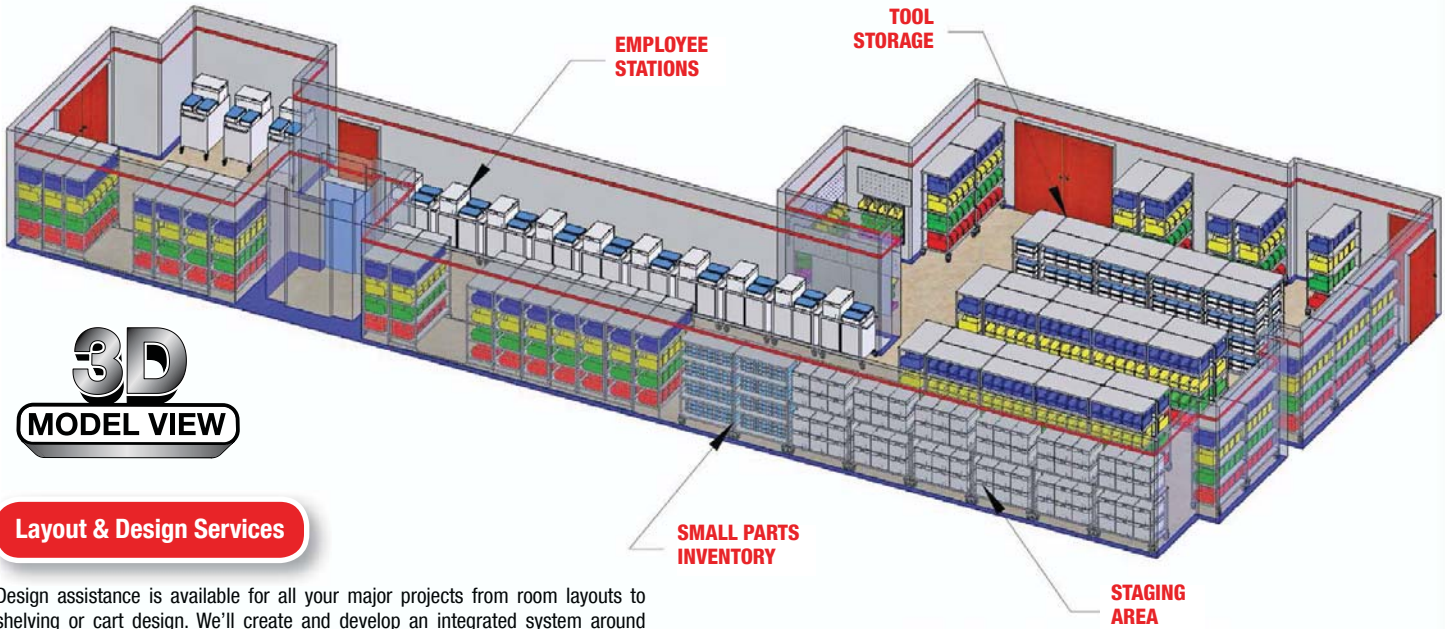 TOOL
STORAGE
EMPLOYEE
STATIONS
3D
MODEL VIEW
Layout & Design Services
SMALL PARTS
INVENTORY
STAGING
AREA
Design assistance is available for all your major projects from room layouts to
shelving or cart design. We’ll create and develop an integrated system around